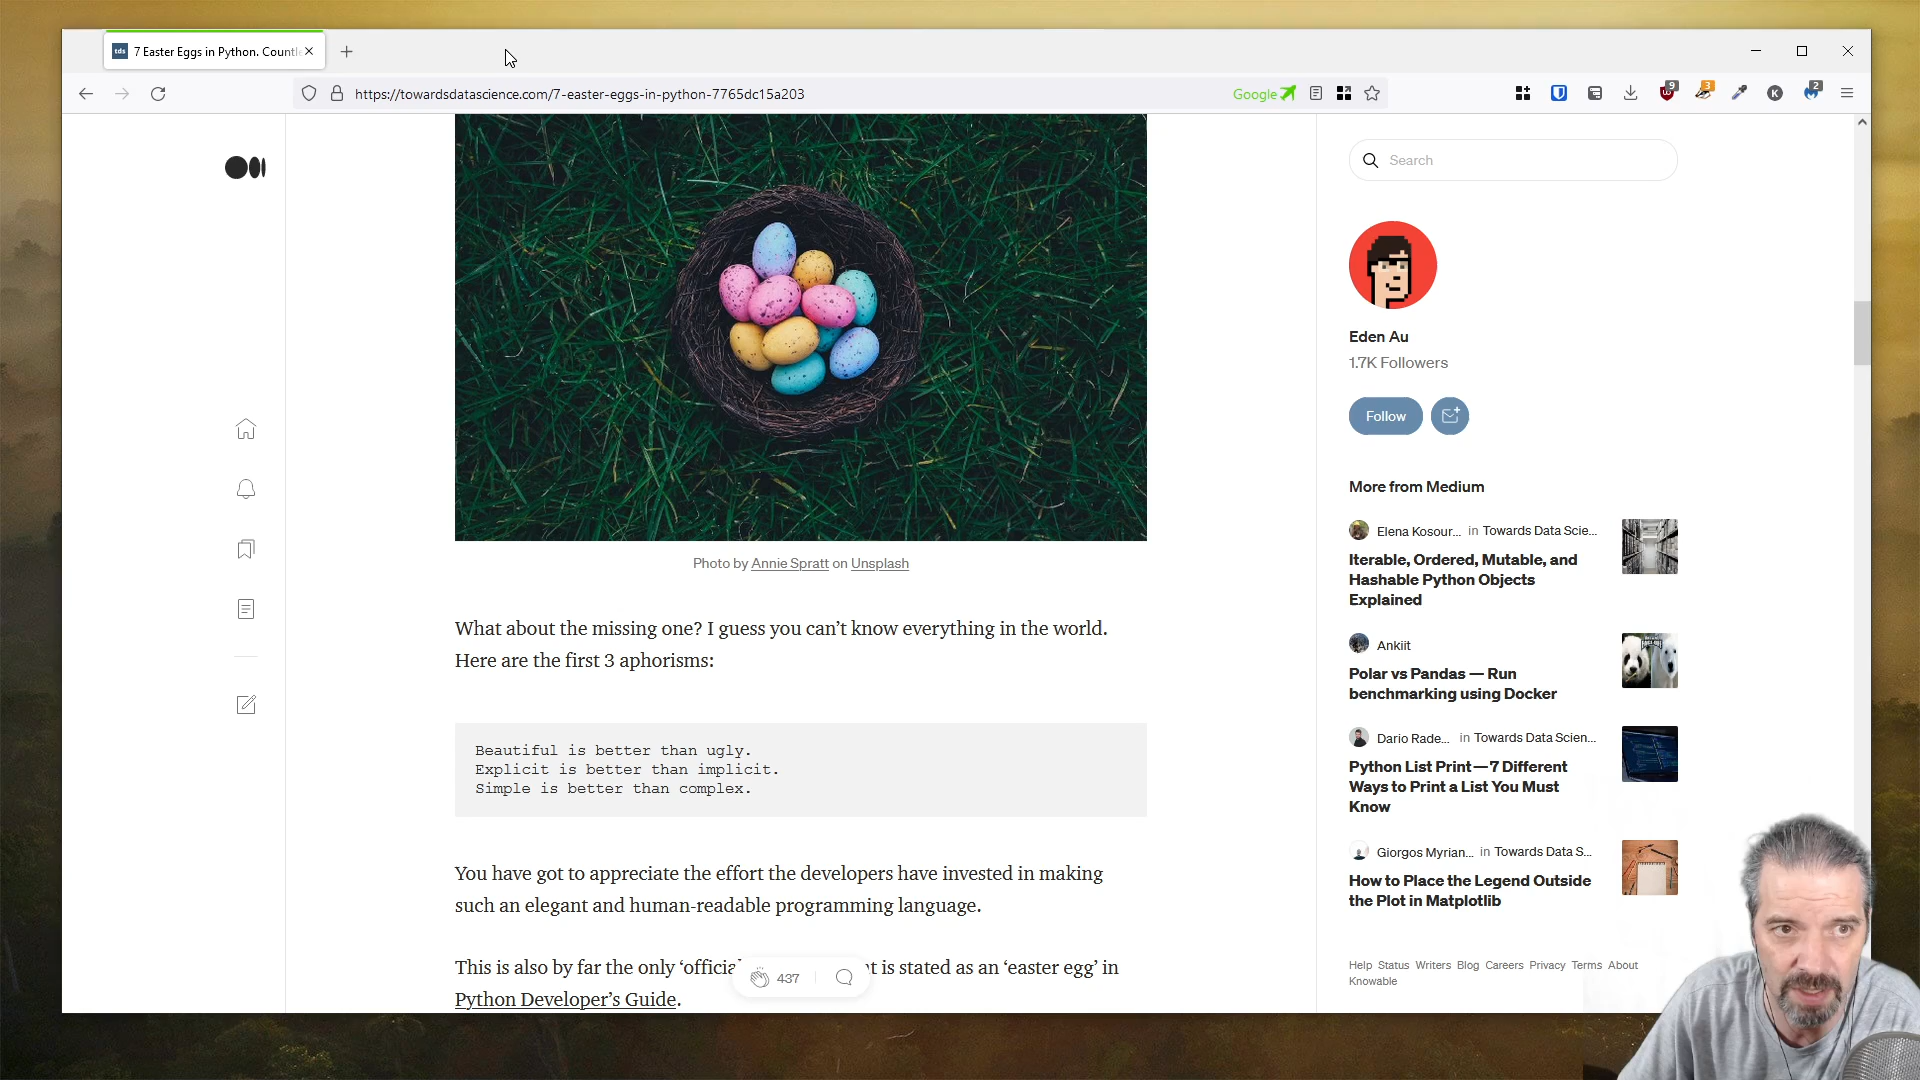 tds 7 Easter Eggs in Python. Countl
https://towardsdatascience.com/7-easter-eggs-in-python-7765dc15a203
Google
9
3
K
2
Photo by Annie Spratt on Unsplash
What about the missing one? I guess you can’t know everything in the world.
Here are the first 3 aphorisms:
Beautiful is better than ugly.
Explicit is better than implicit.
Simple is better than complex.
You have got to appreciate the effort the developers have invested in making
such an elegant and human-readable programming language.
This is also by far the only ‘official t is stated as an ‘easter egg’ in
Python Developer’s Guide.
437
Search
Eden Au
1.7K Followers
Follow
More from Medium
Elena Kosour... in Towards Data Scie...
Iterable, Ordered, Mutable, and
Hashable Python Objects
Explained
Ankiit
Polar vs Pandas — Run
benchmarking using Docker
Dario Rade... in Towards Data Scien...
Python List Print — 7 Different
Ways to Print a List You Must
Know
Giorgos Myrian... in Towards Data S...
How to Place the Legend Outside
the Plot in Matplotlib
Help Status Writers Blog Careers Privacy Terms About
Knowable